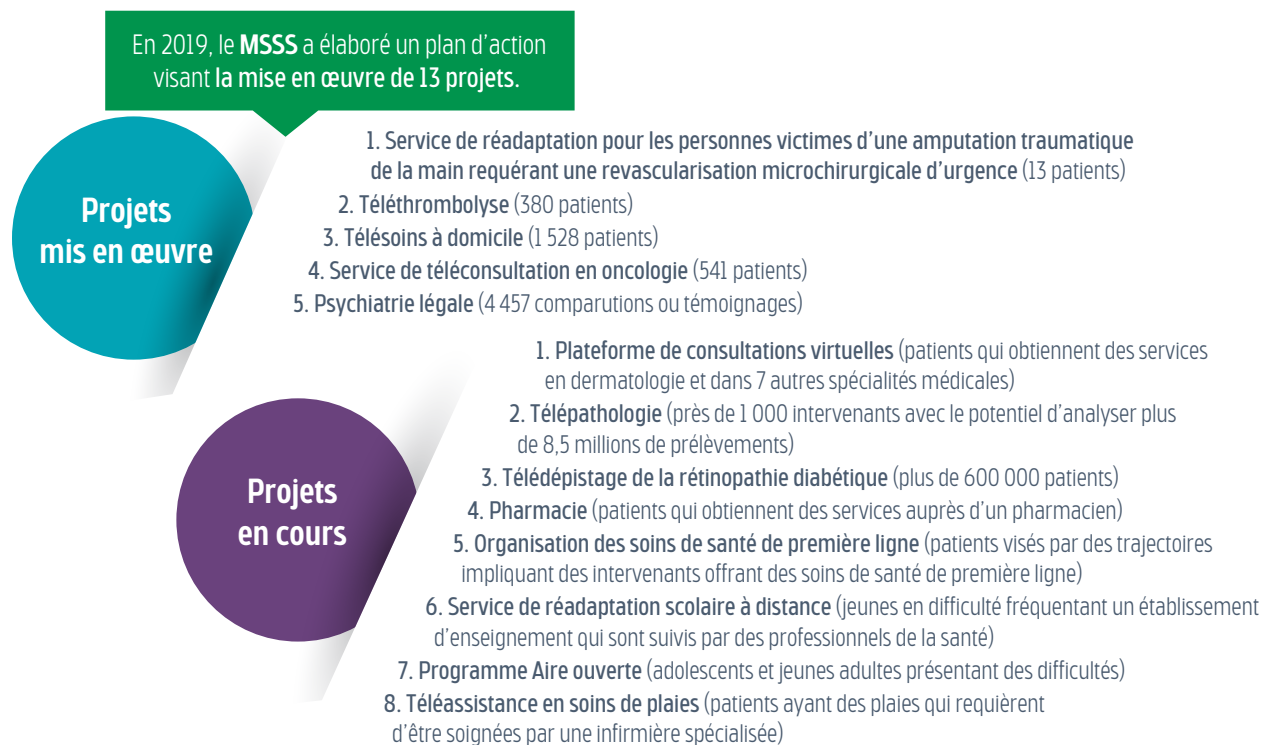 En 2019, le MSSS a élaboré un plan d'action
visant la mise en œuvre de 13 projets.
Projets
mis en œuvre
1. Service de réadaptation pour les personnes victimes d'une amputation traumatique
de la main requérant une revascularisation microchirurgicale d'urgence (13 patients)
2. Téléthrombolyse (380 patients)
3. Télésoins à domicile (1 528 patients)
4. Service de téléconsultation en oncologie (541 patients)
5. Psychiatrie légale (4 457 comparutions ou témoignages)
Projets
en cours
1. Plateforme de consultations virtuelles (patients qui obtiennent des services
en dermatologie et dans 7 autres spécialités médicales)
2. Télépathologie (près de 1 000 intervenants avec le potentiel d'analyser plus
de 8,5 millions de prélèvements)
3. Télédépistage de la rétinopathie diabétique (plus de 600 000 patients)
4. Pharmacie (patients qui obtiennent des services auprès d'un pharmacien)
5. Organisation des soins de santé de première ligne (patients visés par des trajectoires
impliquant des intervenants offrant des soins de santé de première ligne)
6. Service de réadaptation scolaire à distance (jeunes en difficulté fréquentant un établissement
d'enseignement qui sont suivis par des professionnels de la santé)
7. Programme Aire ouverte (adolescents et jeunes adultes présentant des difficultés)
8. Téléassistance en soins de plaies (patients ayant des plaies qui requièrent
d'être soignées par une infirmière spécialisée)